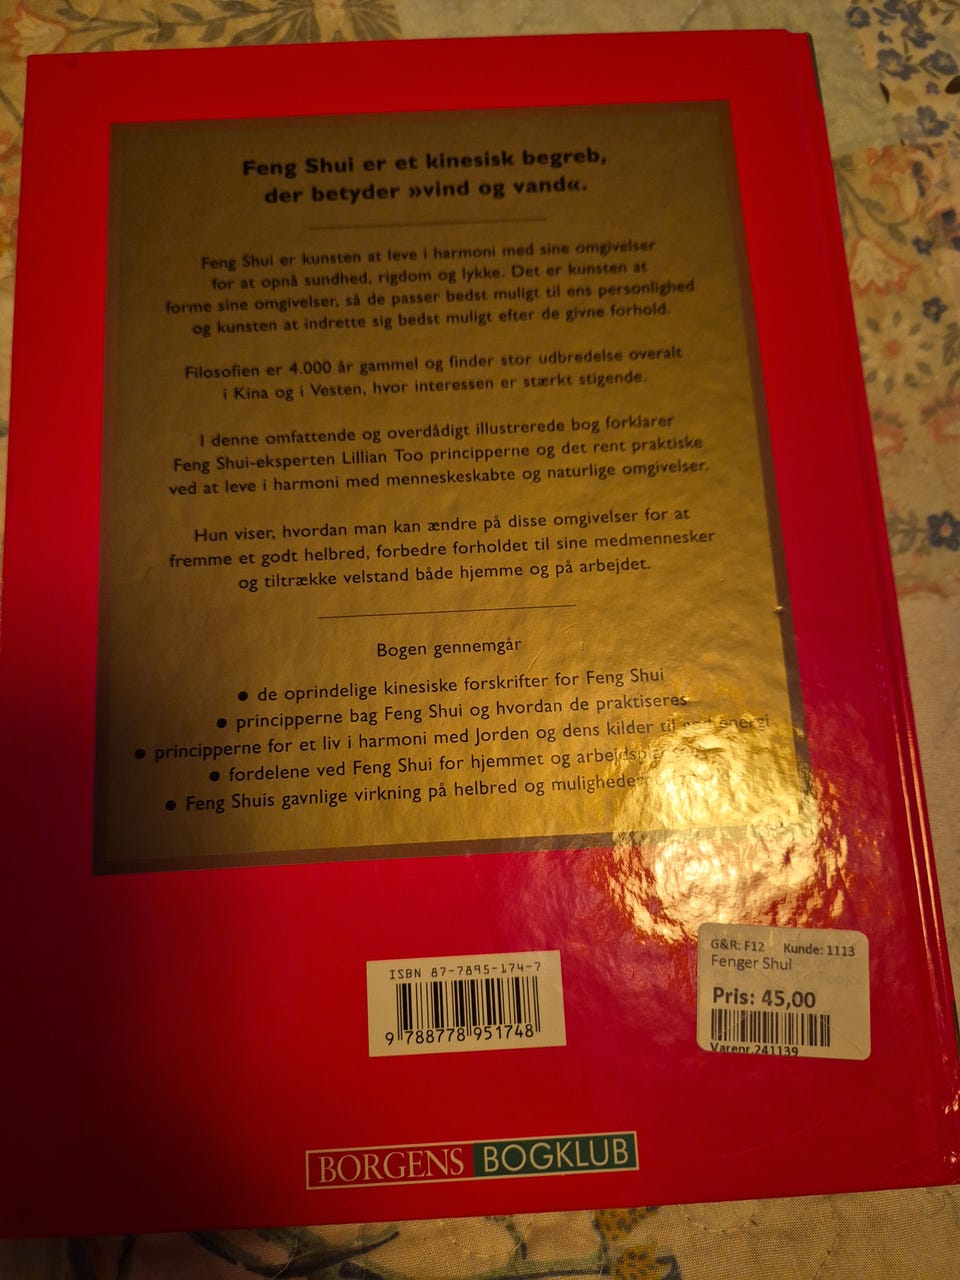 Feng Shui er et kinesisk begreb,
der betyder »vind og vand«.
Feng Shui er kunsten at leve i harmoni med sine omgivelser
for at opnå sundhed, rigdom og lykke. Det er kunsten at
forme sine omgivelser, så de passer bedst muligt til ens personlighed
og kunsten at indrette sig bedst muligt efter de givne forhold.
Filosofien er 4.000 år gammel og finder stor udbredelse overalt
i Kina og i Vesten, hvor interessen er stærkt stigende.
I denne omfattende og overdådigt illustrerede bog forklarer
Feng Shui-eksperten Lillian Too principperne og det rent praktiske
ved at leve i harmoni med menneskeskabte og naturlige omgivelser.
Hun viser, hvordan man kan ændre på disse omgivelser for at
fremme et godt helbred, forbedre forholdet til sine medmennesker
og tiltrække velstand både hjemme og på arbejdet.
Bogen gennemgår
● de oprindelige kinesiske forskrifter for Feng Shui
● principperne bag Feng Shui og hvordan de praktiseres
● principperne for et liv i harmoni med Jorden og dens kilder til god energi
● fordelene ved Feng Shui for hjemmet og
● Feng Shuis gavnlige virkning på helbred og
ISBN 87-7895-174-7
9 788778 951748
G&R: F12 Kunde: 1113
Fenger Shui
Pris: 45,00
Varenr.241139
BORGENS BOGKLUB